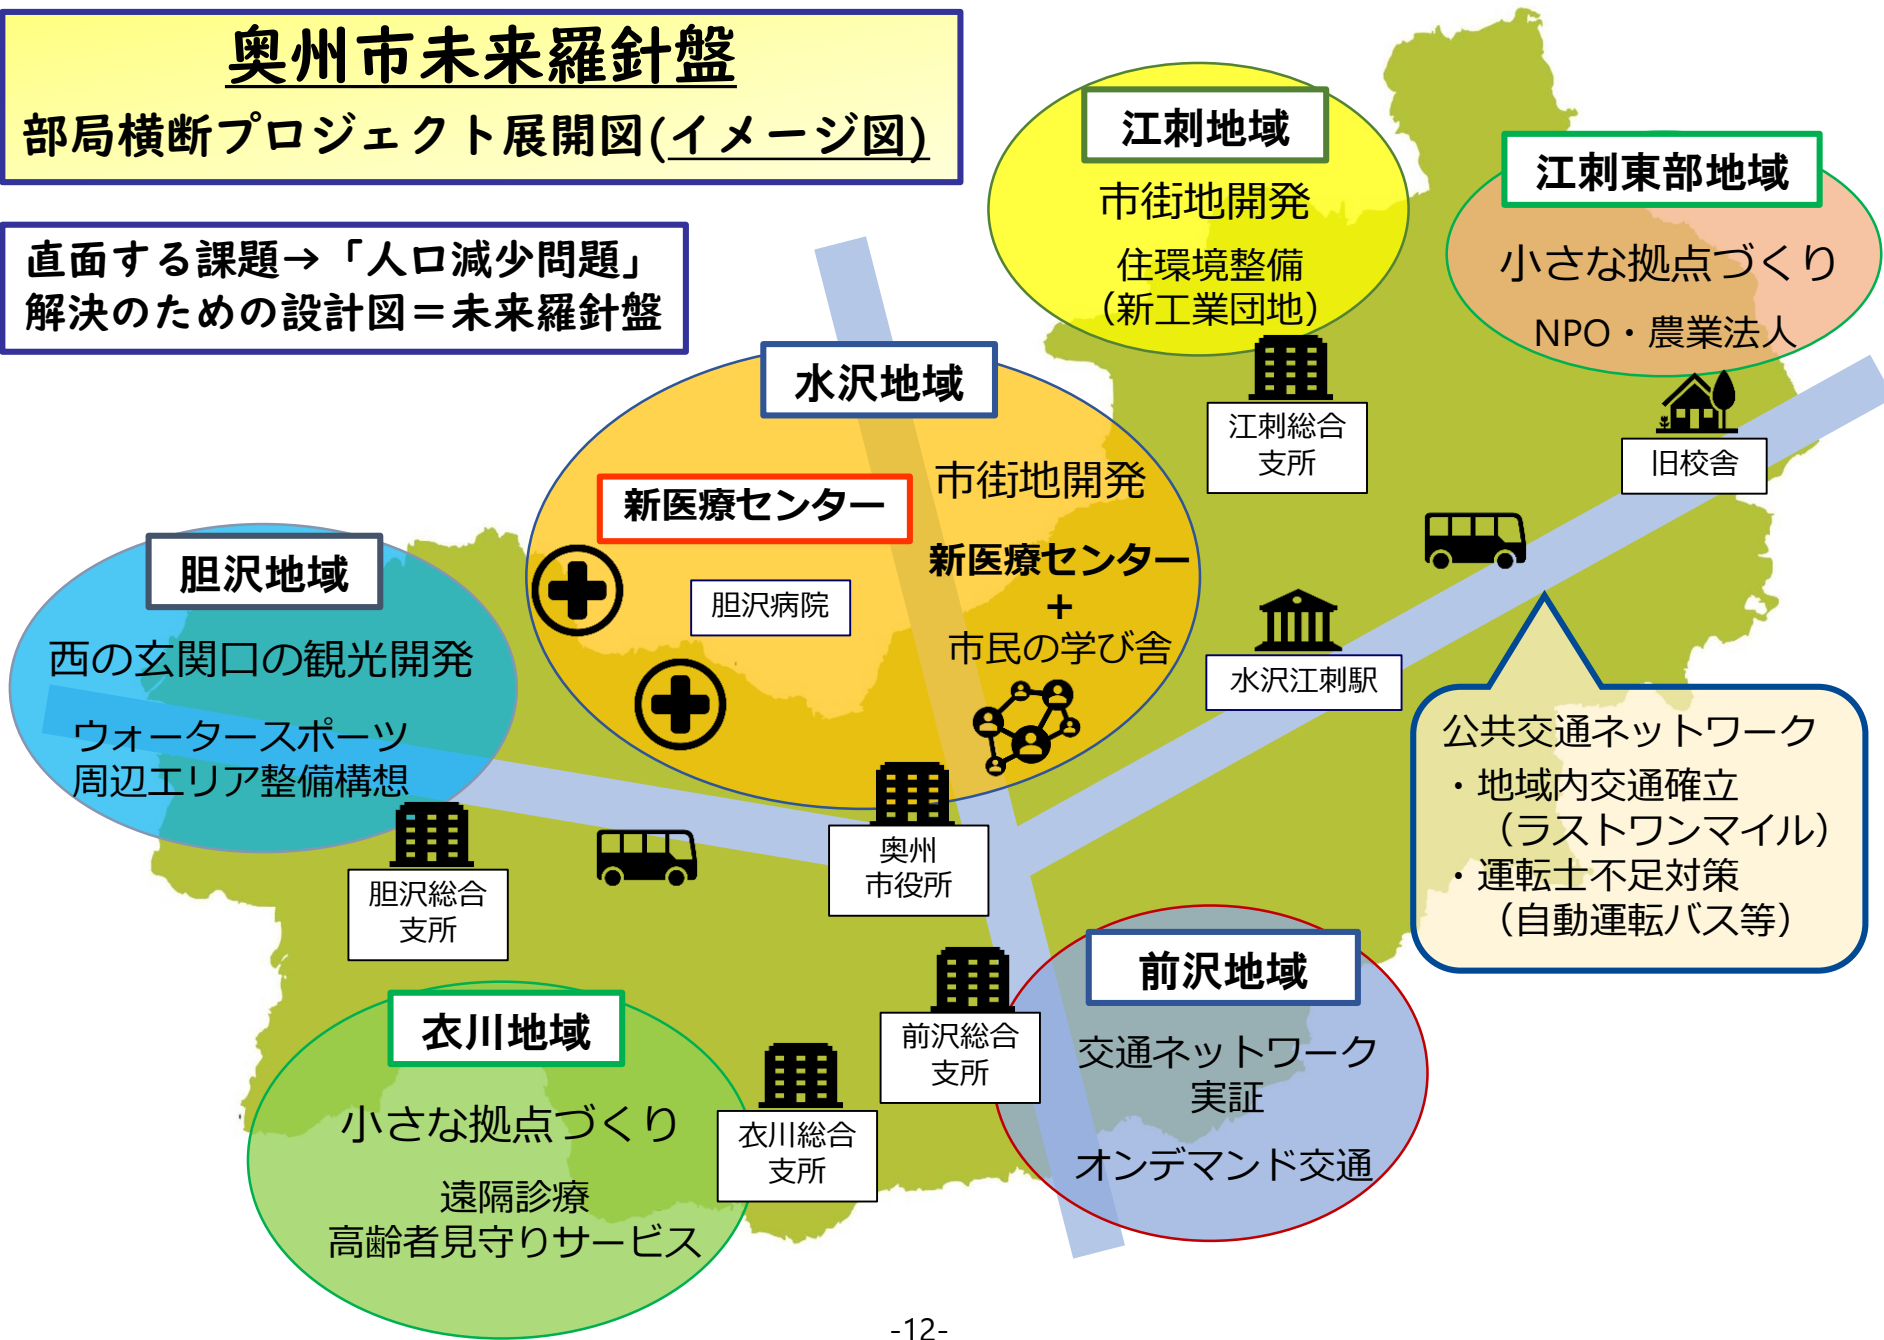 奥州市未来羅針盤
部局横断プロジェクト展開図(イメージ図)
直面する課題→「人口減少問題」
解決のための設計図＝未来羅針盤
江刺地域
市街地開発
住環境整備
（新工業団地）
江刺総合
支所
江刺東部地域
小さな拠点づくり
NPO・農業法人
旧校舎
水沢地域
新医療センター
胆沢病院
市街地開発
新医療センター
+
市民の学び舎
奥州
市役所
水沢江刺駅
胆沢地域
西の玄関口の観光開発
ウォータースポーツ
周辺エリア整備構想
胆沢総合
支所
公共交通ネットワーク
・地域内交通確立
（ラストワンマイル）
・運転士不足対策
（自動運転バス等）
前沢地域
交通ネットワーク
実証
オンデマンド交通
前沢総合
支所
衣川地域
小さな拠点づくり
遠隔診療
高齢者見守りサービス
衣川総合
支所
-12-